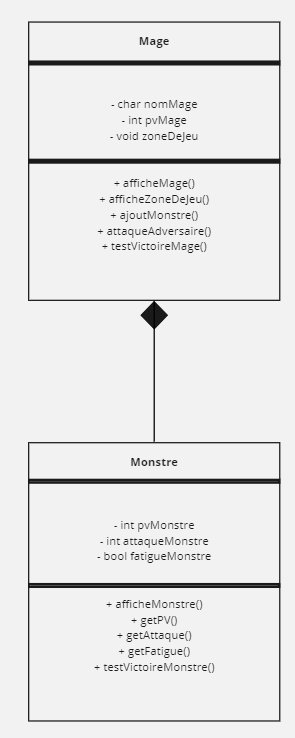 Mage
- char nomMage
- int pvMage
- void zoneDeJeu
+ afficheMage()
+ afficheZoneDeJeu()
+ ajoutMonstre()
+ attaqueAdversaire()
+ testVictoireMage()
Monstre
- int pvMonstre
- int attaqueMonstre
- bool fatigueMonstre
+ afficheMonstre()
+ getPV()
+ getAttaque()
+ getFatigue()
+ testVictoireMonstre()